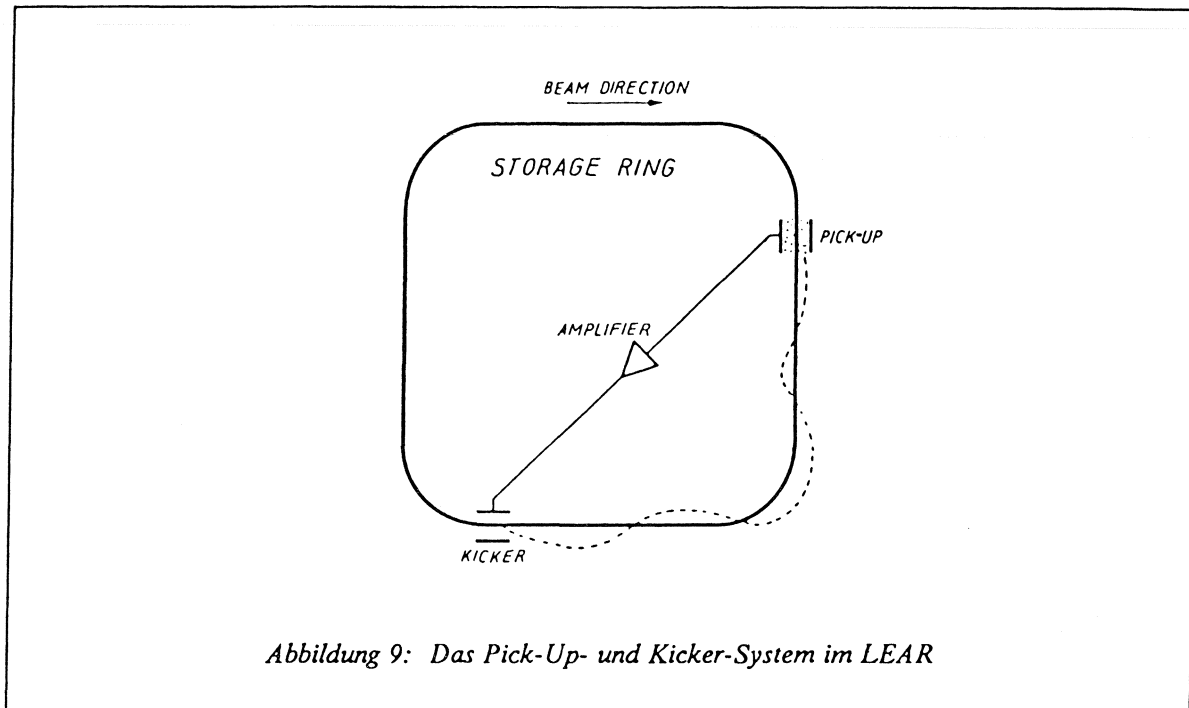 BEAM DIRECTION
STORAGE RING
PICK-UP
AMPLIFIER
KICKER
Abbildung 9: Das Pick-Up- und Kicker-System im LEAR